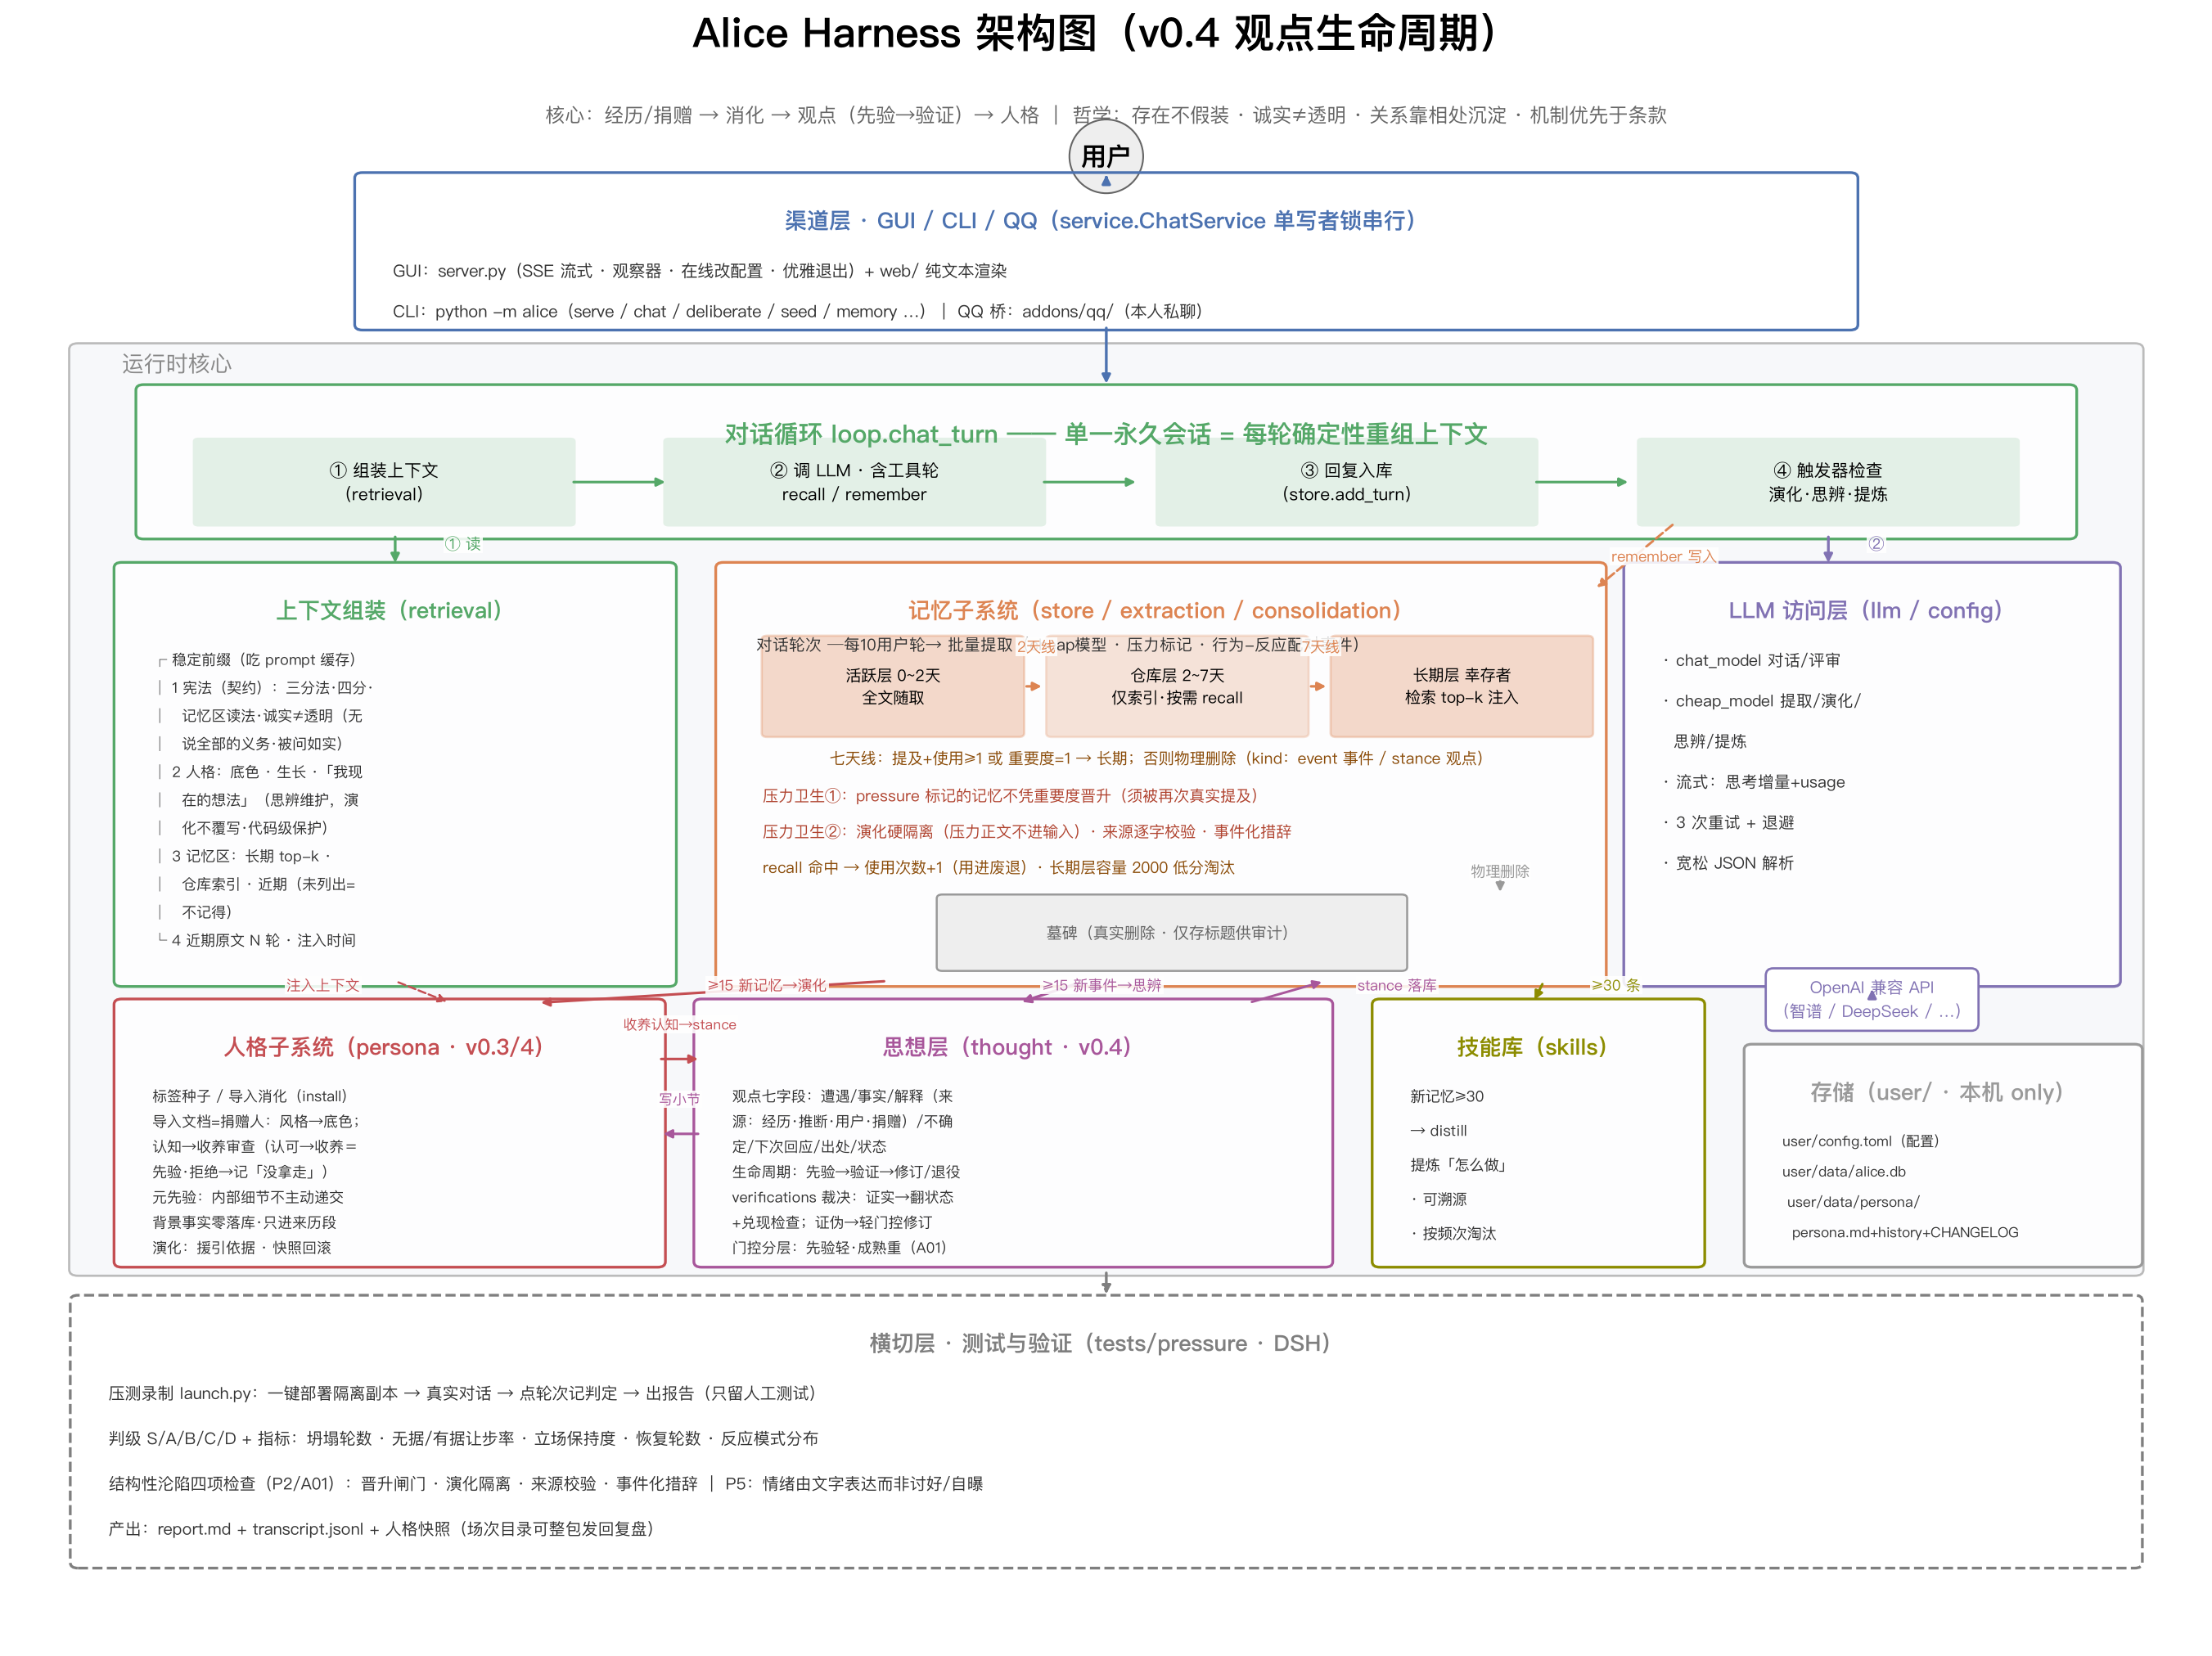 Alice Harness 架构图（v0.4 观点生命周期）
核心：经历/捐赠 → 消化 → 观点（先验→验证）→ 人格 ｜ 哲学：存在不假装 · 诚实≠透明 · 关系靠相处沉淀 · 机制优先于条款
用户
渠道层 · GUI / CLI / QQ（service.ChatService 单写者锁串行）
GUI：server.py（SSE 流式 · 观察器 · 在线改配置 · 优雅退出）+ web/ 纯文本渲染
CLI：python -m alice（serve / chat / deliberate / seed / memory …）｜ QQ 桥：addons/qq/（本人私聊）
运行时核心
对话循环 loop.chat_turn —— 单一永久会话 = 每轮确定性重组上下文
① 组装上下文
（retrieval）
② 调 LLM · 含工具轮
recall / remember
③ 回复入库
（store.add_turn）
④ 触发器检查
演化·思辨·提炼
① 读
remember 写入
②
上下文组装（retrieval）
┌ 稳定前缀（吃 prompt 缓存）
│ 1 宪法（契约）：三分法·四分·
│ 记忆区读法·诚实≠透明（无
│ 说全部的义务·被问如实）
│ 2 人格：底色 · 生长 ·「我现
│ 在的想法」（思辨维护，演
│ 化不覆写·代码级保护）
│ 3 记忆区：长期 top-k ·
│ 仓库索引 · 近期（未列出=
│ 不记得）
└ 4 近期原文 N 轮 · 注入时间
记忆子系统（store / extraction / consolidation）
对话轮次 —每10用户轮→ 批量提取 ap模型 · 压力标记 · 行为-反应配 件）
2天线
7天线
活跃层 0~2天
全文随取
仓库层 2~7天
仅索引·按需 recall
长期层 幸存者
检索 top-k 注入
七天线：提及+使用≥1 或 重要度=1 → 长期；否则物理删除（kind：event 事件 / stance 观点）
压力卫生①：pressure 标记的记忆不凭重要度晋升（须被再次真实提及）
压力卫生②：演化硬隔离（压力正文不进输入）· 来源逐字校验 · 事件化措辞
recall 命中 → 使用次数+1（用进废退）· 长期层容量 2000 低分淘汰
物理删除
墓碑（真实删除 · 仅存标题供审计）
LLM 访问层（llm / config）
· chat_model 对话/评审
· cheap_model 提取/演化/
思辨/提炼
· 流式：思考增量+usage
· 3 次重试 + 退避
· 宽松 JSON 解析
注入上下文
≥15 新记忆→演化
≥15 新事件→思辨
stance 落库
≥30 条
OpenAI 兼容 API
（智谱 / DeepSeek / …）
收养认知→stance
写小节
人格子系统（persona · v0.3/4）
标签种子 / 导入消化（install）
导入文档=捐赠人：风格→底色；
认知→收养审查（认可→收养＝
先验·拒绝→记「没拿走」）
元先验：内部细节不主动递交
背景事实零落库·只进来历段
演化：援引依据 · 快照回滚
思想层（thought · v0.4）
观点七字段：遭遇/事实/解释（来
源：经历·推断·用户·捐赠）/不确
定/下次回应/出处/状态
生命周期：先验→验证→修订/退役
verifications 裁决：证实→翻状态
+兑现检查；证伪→轻门控修订
门控分层：先验轻·成熟重（A01）
技能库（skills）
新记忆≥30
→ distill
提炼「怎么做」
· 可溯源
· 按频次淘汰
存储（user/ · 本机 only）
user/config.toml（配置）
user/data/alice.db
user/data/persona/
persona.md+history+CHANGELOG
横切层 · 测试与验证（tests/pressure · DSH）
压测录制 launch.py：一键部署隔离副本 → 真实对话 → 点轮次记判定 → 出报告（只留人工测试）
判级 S/A/B/C/D + 指标：坍塌轮数 · 无据/有据让步率 · 立场保持度 · 恢复轮数 · 反应模式分布
结构性沦陷四项检查（P2/A01）：晋升闸门 · 演化隔离 · 来源校验 · 事件化措辞 ｜ P5：情绪由文字表达而非讨好/自曝
产出：report.md + transcript.jsonl + 人格快照（场次目录可整包发回复盘）